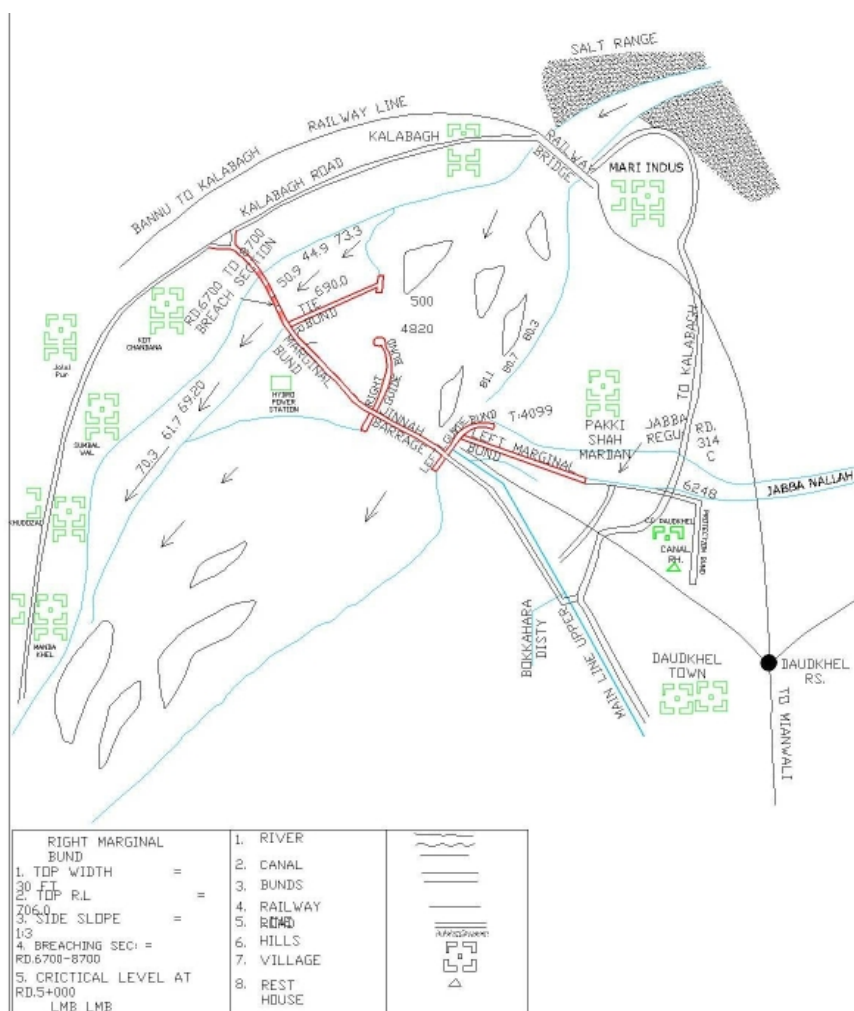 SALT RANGE
RAILWAY LINE
BANNU TO KALABAGH
KALABAGH
RAILWAY
BRIDGE
MARI INDUS
KALABAGH ROAD
RD.6700 TO 8700
BREACH SECTION
50.9 44.9 73.3
690.0
TIE
BUND
500
4820
MARGINAL
BUND
RIGHT
GUIDE
BUND
JINNAH
BARRAGE
GUIDE BUND
LEFT MARGINAL
BUND
T:4099
80.7
80.3
TO KALABAGH
KOT
CHANDANA
Jalal
Pur
HYDRO
POWER
STATION
PAKKI
SHAH
MARDAN
JABBA
REGU
RD.
314
C
SUMBAL
WAL
70.3 61.7 69.20
6248
JABBA NALLAH
CANAL
RH.
PROTECTION BUND
MANDA
KHEL
BOKKAHARA
DISTY
MAIN LINE UPPER
DAUDKHEL
TOWN
DAUDKHEL
RS.
TO MIANWALI
RIGHT MARGINAL
BUND
1. TOP WIDTH =
30 FT
2. TOP R.L =
706.0
3. SIDE SLOPE =
1:3
4. BREACHING SEC: =
RD.6700-8700
5. CRICTICAL LEVEL AT
RD.5+000
LMB LMB
1. RIVER
2. CANAL
3. BUNDS
4. RAILWAY
5. ROAD
6. HILLS
7. VILLAGE
8. REST
HOUSE